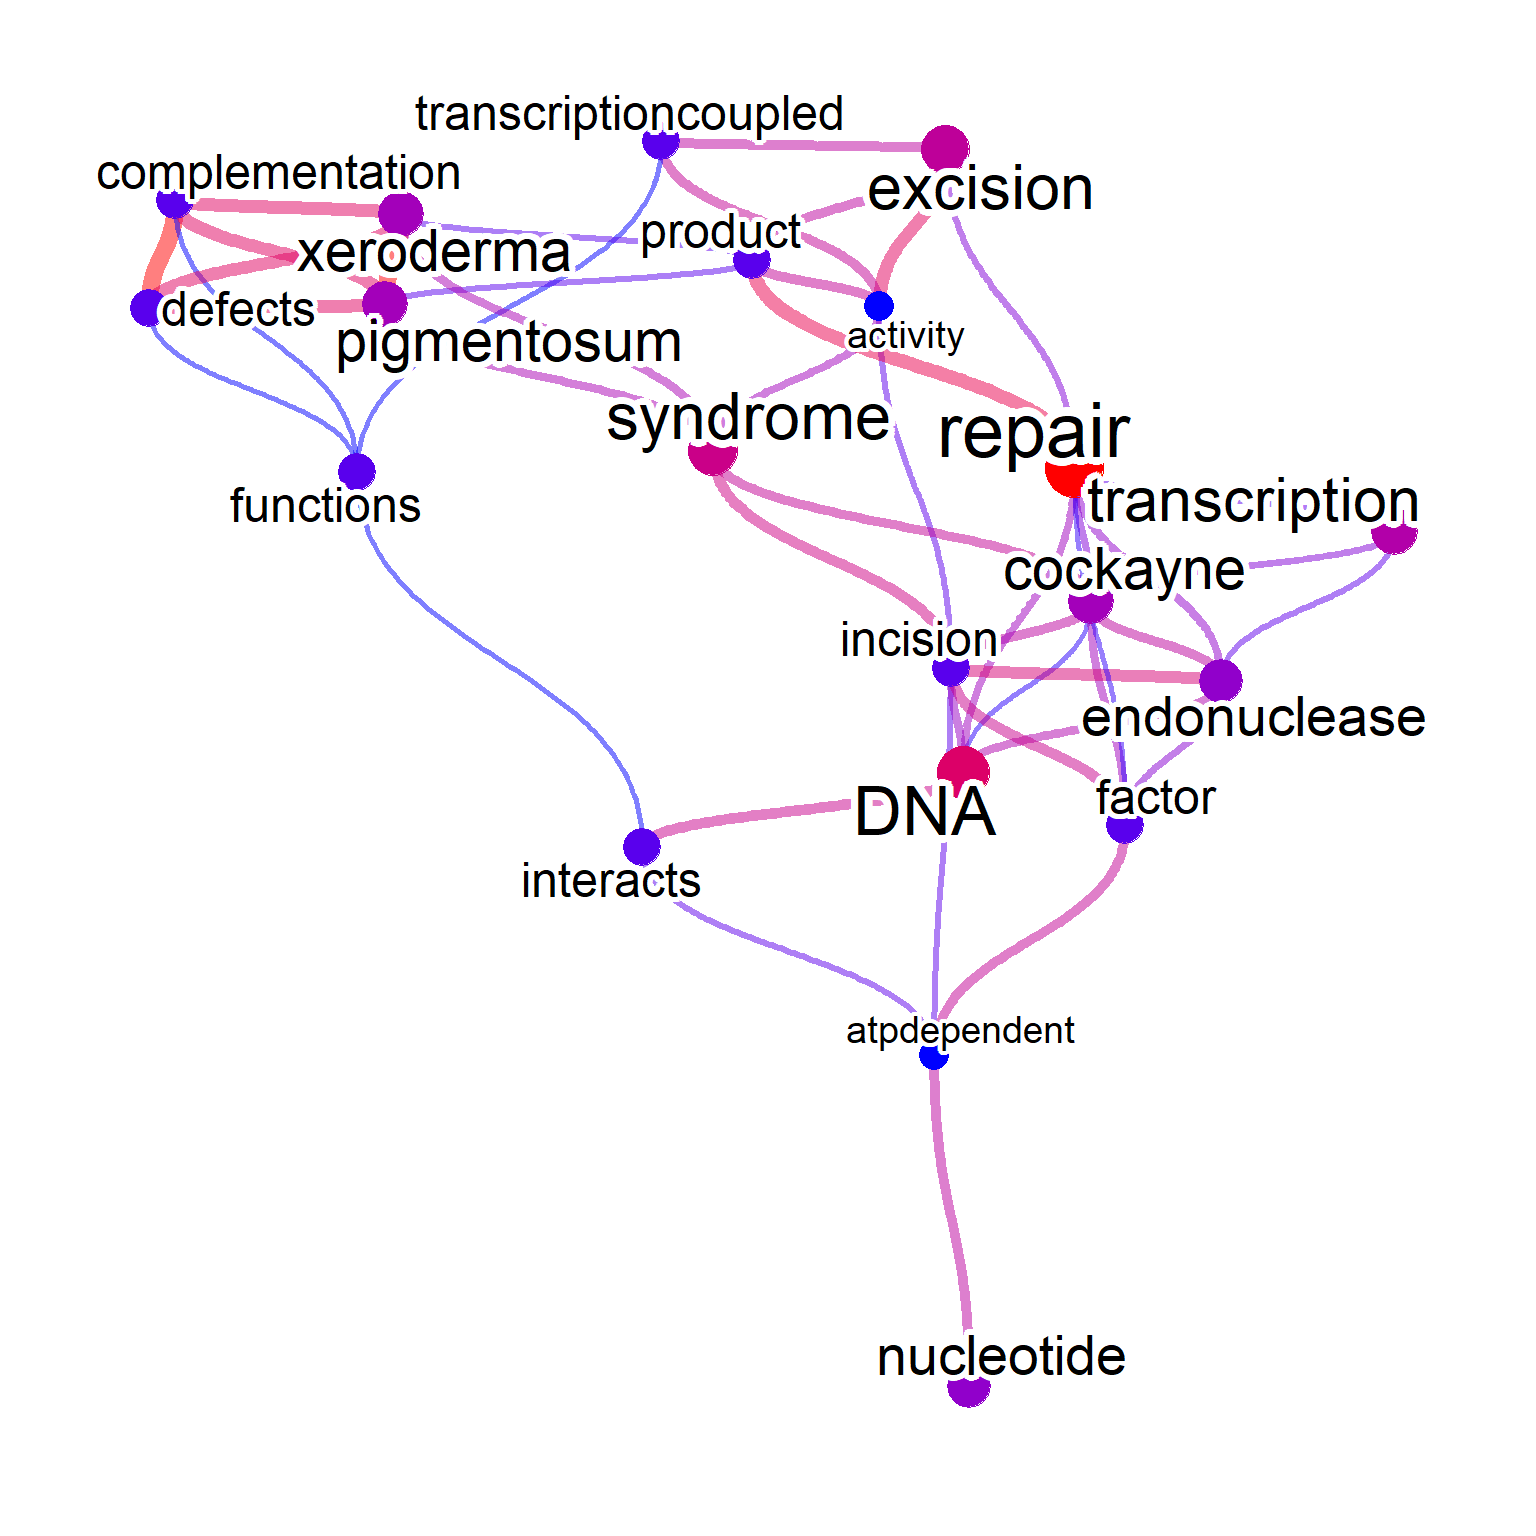 transcriptioncoupled
complementation
excision
product
xeroderma
defects
activity
pigmentosum
syndrome
repair
transcription
functions
cockayne
incision
endonuclease
factor
DNA
interacts
atpdependent
nucleotide